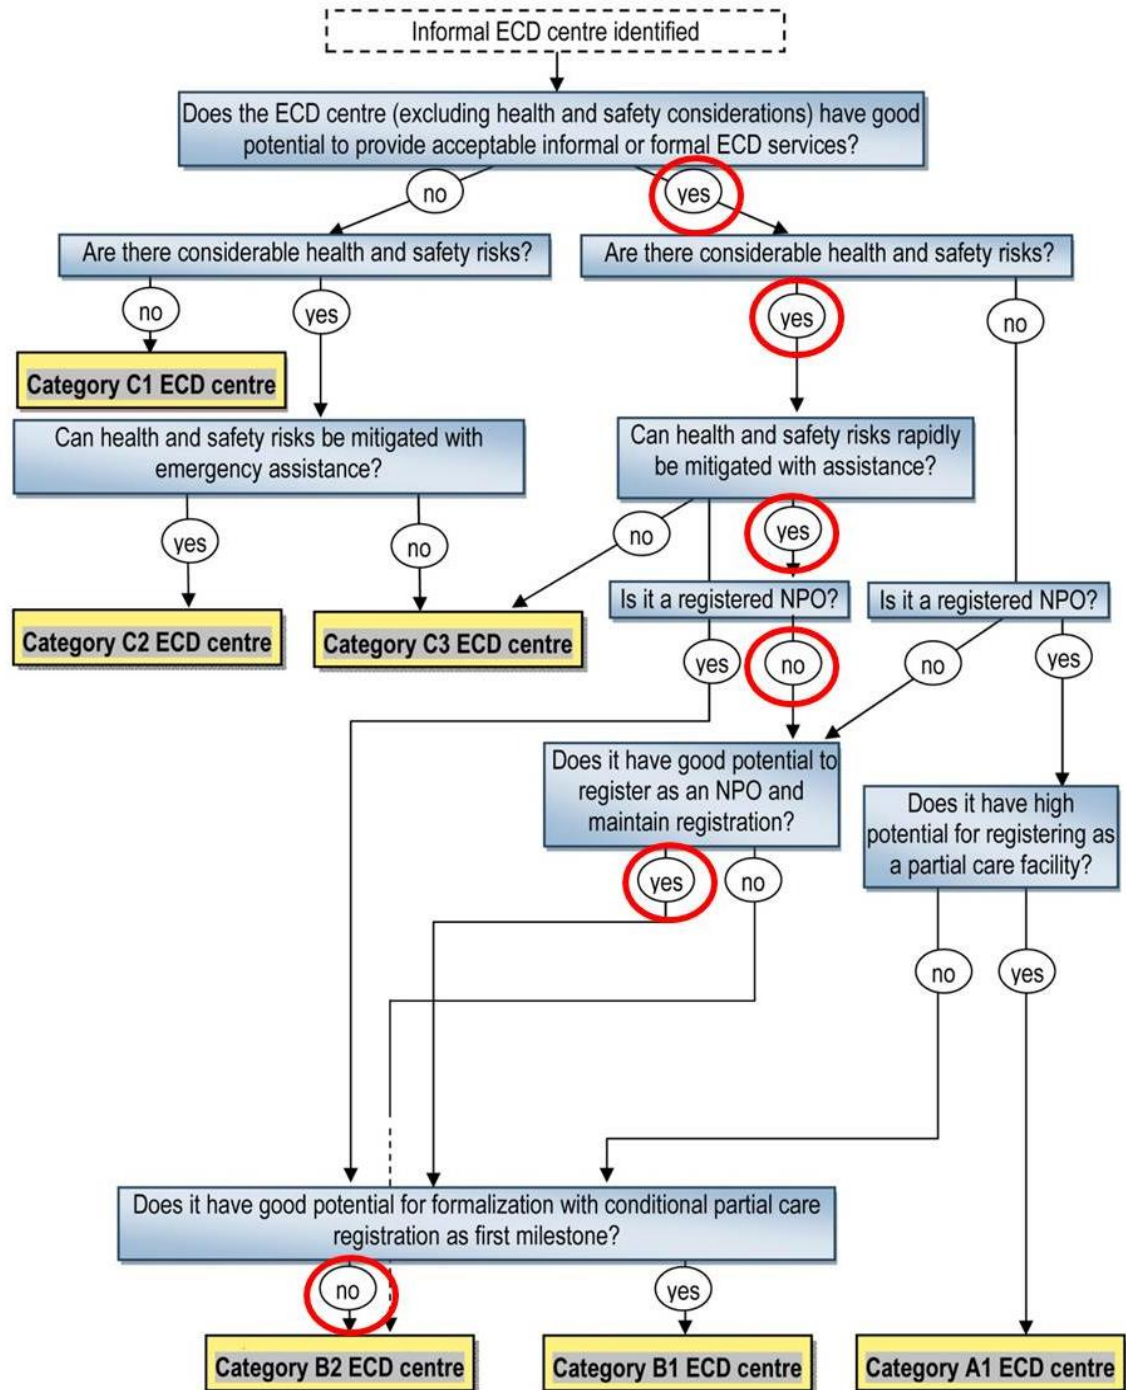 Informal ECD centre identified
Does the ECD centre (excluding health and safety considerations) have good
potential to provide acceptable informal or formal ECD services?
no
yes
Are there considerable health and safety risks?
Are there considerable health and safety risks?
no
yes
yes
no
Category C1 ECD centre
Can health and safety risks be mitigated with
emergency assistance?
Can health and safety risks rapidly
be mitigated with assistance?
yes
no
no
yes
Is it a registered NPO?
Is it a registered NPO?
Category C2 ECD centre
Category C3 ECD centre
yes
no
no
yes
Does it have good potential to
register as an NPO and
maintain registration?
Does it have high
potential for registering as
a partial care facility?
yes
no
no
yes
Does it have good potential for formalization with conditional partial care
registration as first milestone?
no
yes
Category B2 ECD centre
Category B1 ECD centre
Category A1 ECD centre